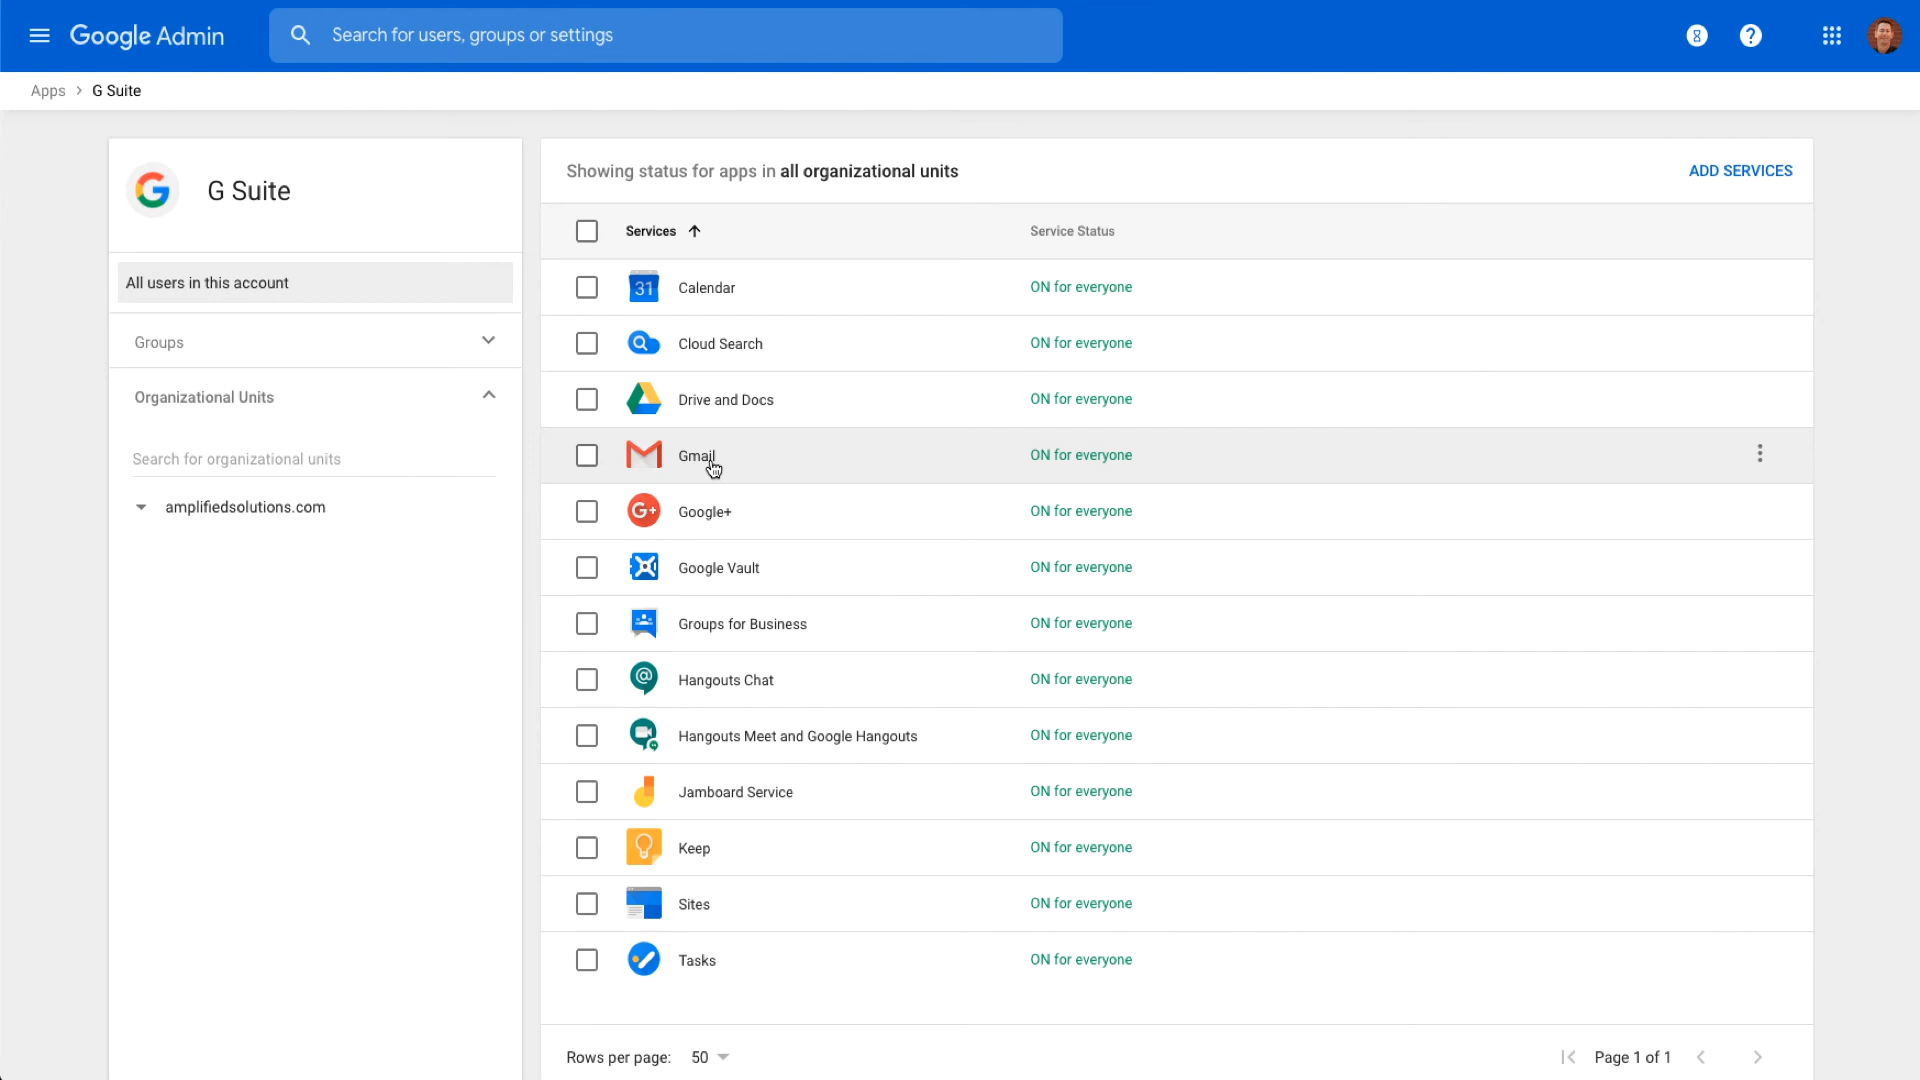 Google Admin
Search for users, groups or settings
Apps > G Suite
G Suite
All users in this account
Groups
Organizational Units
Search for organizational units
amplifiedsolutions.com
Showing status for apps in all organizational units
ADD SERVICES
Services Service Status
31 Calendar ON for everyone
Cloud Search ON for everyone
Drive and Docs ON for everyone
Gmail ON for everyone
G+ Google+ ON for everyone
Google Vault ON for everyone
Groups for Business ON for everyone
@ Hangouts Chat ON for everyone
Hangouts Meet and Google Hangouts ON for everyone
Jamboard Service ON for everyone
Keep ON for everyone
Sites ON for everyone
Tasks ON for everyone
Rows per page: 50 Page 1 of 1